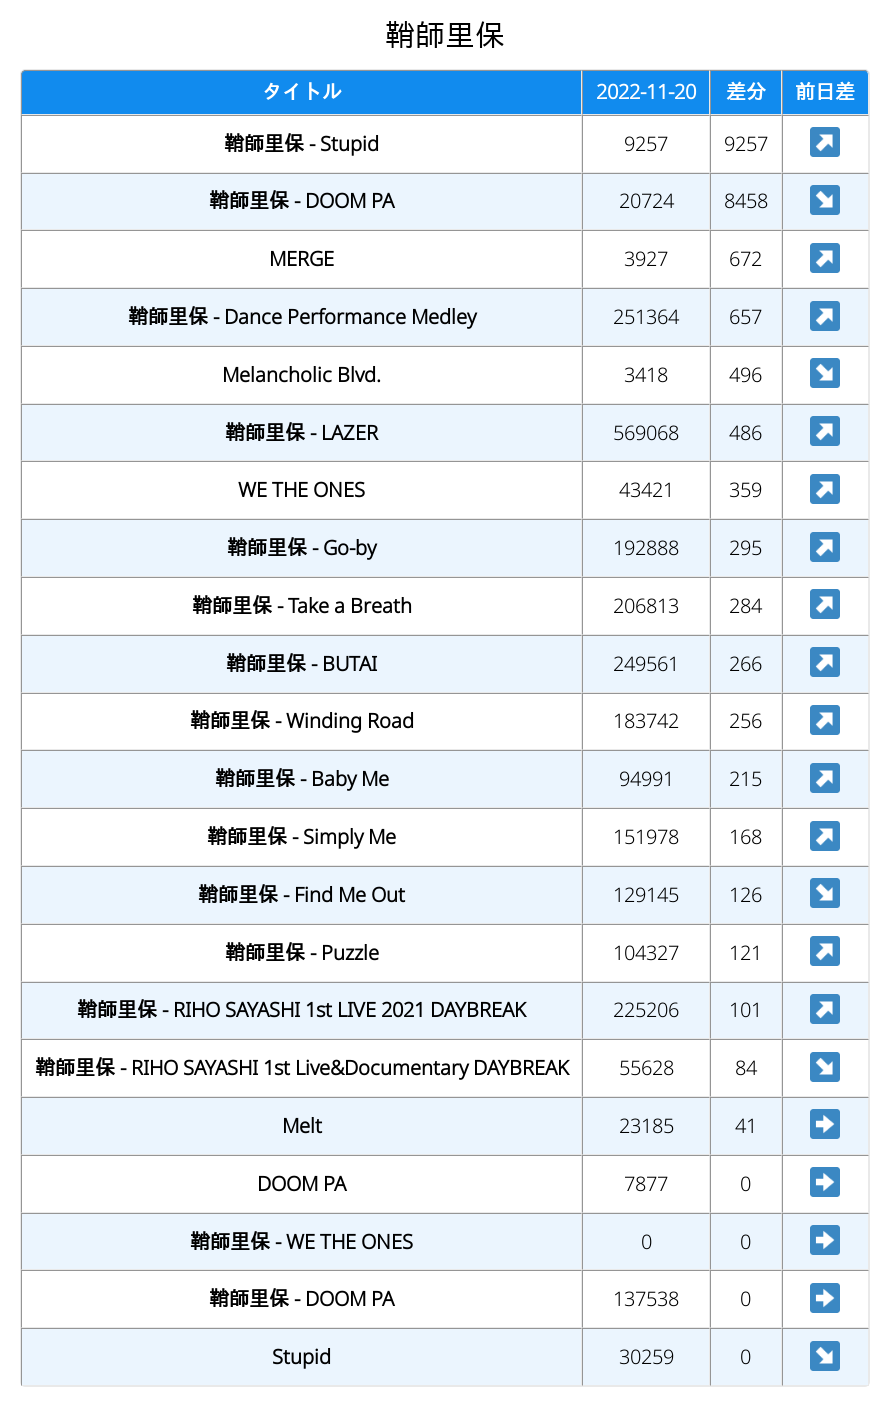 鞘師里保
タイトル 2022-11-20 差分 前日差
鞘師里保 - Stupid 9257 9257 ↗
鞘師里保 - DOOM PA 20724 8458 ↘
MERGE 3927 672 ↗
鞘師里保 - Dance Performance Medley 251364 657 ↗
Melancholic Blvd. 3418 496 ↘
鞘師里保 - LAZER 569068 486 ↗
WE THE ONES 43421 359 ↗
鞘師里保 - Go-by 192888 295 ↗
鞘師里保 - Take a Breath 206813 284 ↗
鞘師里保 - BUTAI 249561 266 ↗
鞘師里保 - Winding Road 183742 256 ↗
鞘師里保 - Baby Me 94991 215 ↗
鞘師里保 - Simply Me 151978 168 ↗
鞘師里保 - Find Me Out 129145 126 ↘
鞘師里保 - Puzzle 104327 121 ↗
鞘師里保 - RIHO SAYASHI 1st LIVE 2021 DAYBREAK 225206 101 ↗
鞘師里保 - RIHO SAYASHI 1st Live&Documentary DAYBREAK 55628 84 ↘
Melt 23185 41 →
DOOM PA 7877 0 →
鞘師里保 - WE THE ONES 0 0 →
鞘師里保 - DOOM PA 137538 0 →
Stupid 30259 0 ↘